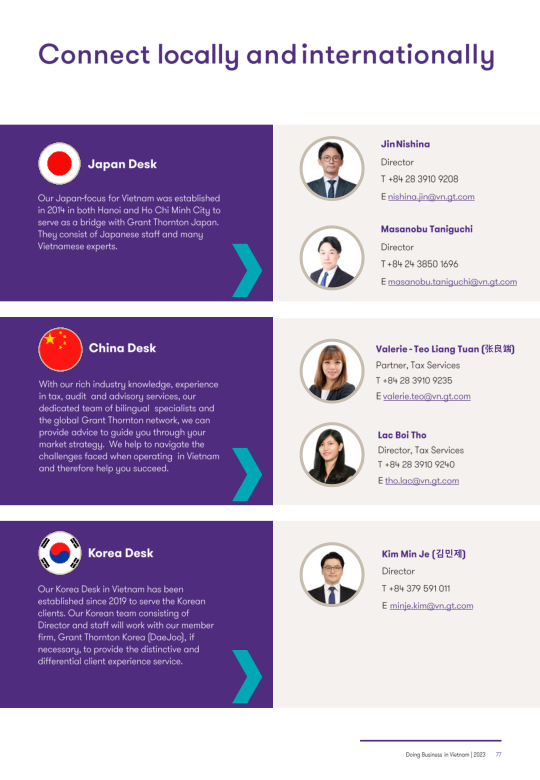 Connect locally and internationally
Japan Desk
Our Japan-focus for Vietnam was established
in 2014 in both Hanoi and Ho Chi Minh City to
serve as a bridge with Grant Thornton Japan.
They consist of Japanese staff and many
Vietnamese experts.
Jin Nishina
Director
T +84 28 3910 9208
E nishina.jin@vn.gt.com
Masanobu Taniguchi
Director
T +84 24 3850 1696
E masanobu.taniguchi@vn.gt.com
China Desk
With our rich industry knowledge, experience
in tax, audit and advisory services, our
dedicated team of bilingual specialists and
the global Grant Thornton network, we can
provide advice to guide you through your
market strategy. We help to navigate the
challenges faced when operating in Vietnam
and therefore help you succeed.
Valerie - Teo Liang Tuan (张良端)
Partner, Tax Services
T +84 28 3910 9235
E valerie.teo@vn.gt.com
Lac Boi Tho
Director, Tax Services
T +84 28 3910 9240
E tho.lac@vn.gt.com
Korea Desk
Our Korea Desk in Vietnam has been
established since 2019 to serve the Korean
clients. Our Korean team consisting of
Director and staff will work with our member
firm, Grant Thornton Korea (DaeJoo), if
necessary, to provide the distinctive and
differential client experience service.
Kim Min Je (김민제)
Director
T +84 379 591 011
E minje.kim@vn.gt.com
Doing Business in Vietnam | 2023 77